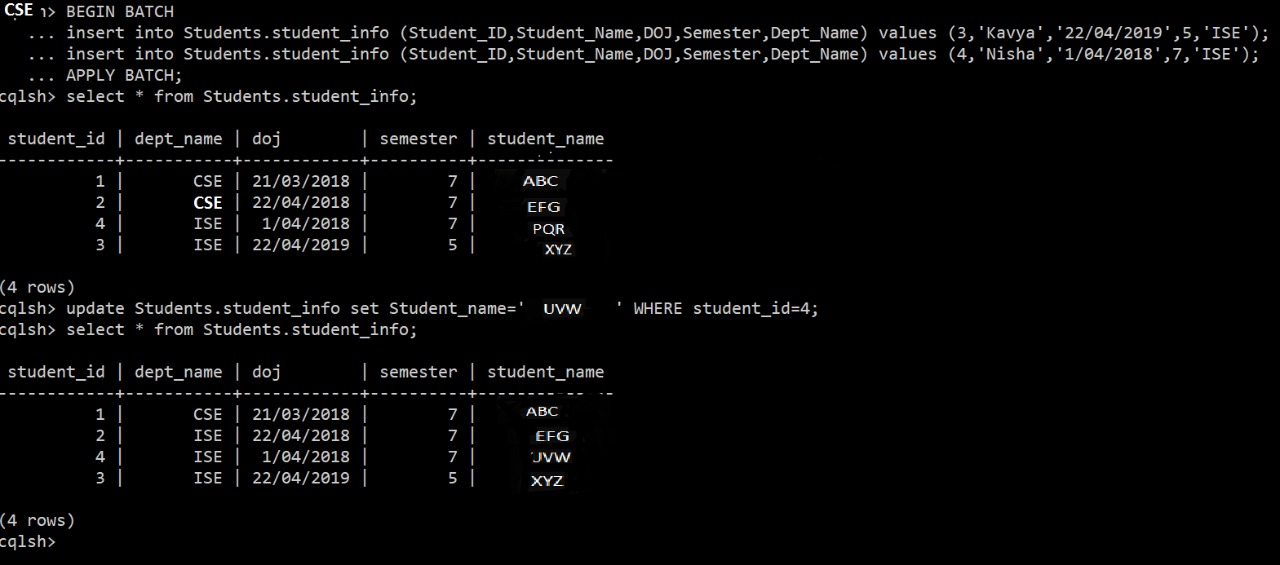 CSE ı> BEGIN BATCH
... insert into Students.student_info (Student_ID,Student_Name,DOJ,Semester,Dept_Name) values (3,'Kavya','22/04/2019',5,'ISE');
... insert into Students.student_info (Student_ID,Student_Name,DOJ,Semester,Dept_Name) values (4,'Nisha','1/04/2018',7,'ISE');
... APPLY BATCH;
cqlsh> select * from Students.student_info;
student_id | dept_name | doj | semester | student_name
------------+-----------+------------+----------+--------------
1 | CSE | 21/03/2018 | 7 | ABC
2 | CSE | 22/04/2018 | 7 | EFG
4 | ISE | 1/04/2018 | 7 | PQR
3 | ISE | 22/04/2019 | 5 | XYZ
(4 rows)
cqlsh> update Students.student_info set Student_name=' UVW ' WHERE student_id=4;
cqlsh> select * from Students.student_info;
student_id | dept_name | doj | semester | student_name
------------+-----------+------------+----------+--------------
1 | CSE | 21/03/2018 | 7 | ABC
2 | ISE | 22/04/2018 | 7 | EFG
4 | ISE | 1/04/2018 | 7 | UVW
3 | ISE | 22/04/2019 | 5 | XYZ
(4 rows)
cqlsh>